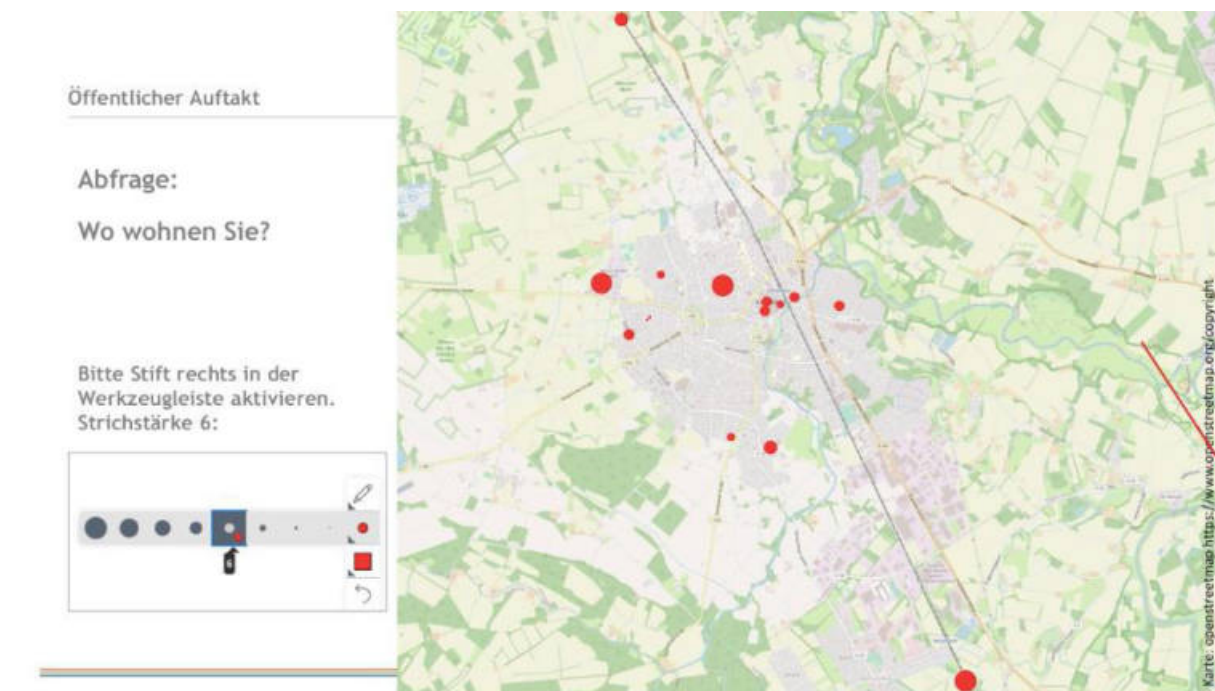 Öffentlicher Auftakt
Abfrage:
Wo wohnen Sie?
Bitte Stift rechts in der
Werkzeugleiste aktivieren.
Strichstärke 6:
6
Karte: openstreetmap https://www.openstreetmap.org/copyright